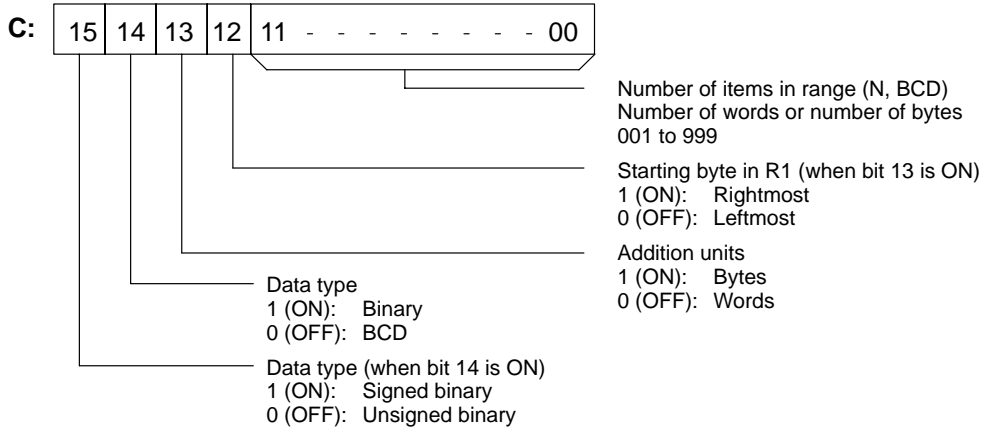 C: 15 14 13 12 11 - - - - - - - - 00
Number of items in range (N, BCD)
Number of words or number of bytes
001 to 999
Starting byte in R1 (when bit 13 is ON)
1 (ON): Rightmost
0 (OFF): Leftmost
Addition units
1 (ON): Bytes
0 (OFF): Words
Data type
1 (ON): Binary
0 (OFF): BCD
Data type (when bit 14 is ON)
1 (ON): Signed binary
0 (OFF): Unsigned binary